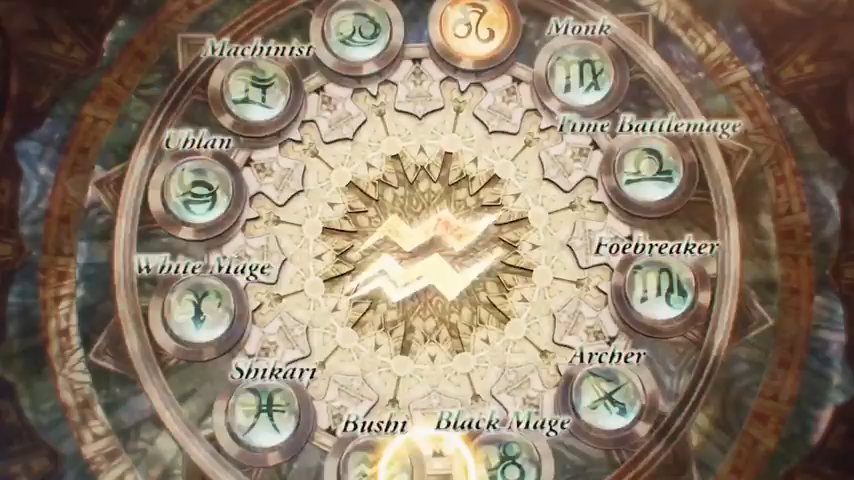 Monk
Machinist
Time Battlemage
Uhlan
Foebreaker
White Mage
Archer
Shikari
Bushi
Black Mage